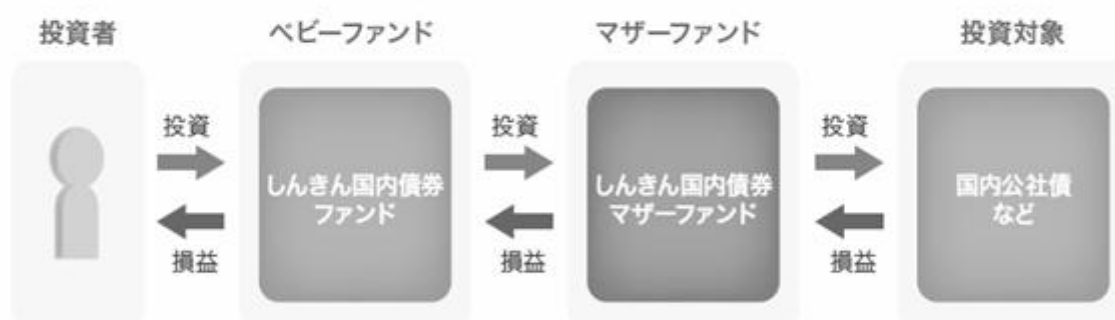 投資者
ベビーファンド
マザーファンド
投資対象
投資
投資
投資
しんきん国内債券
ファンド
しんきん国内債券
マザーファンド
国内公社債
など
損益
損益
損益